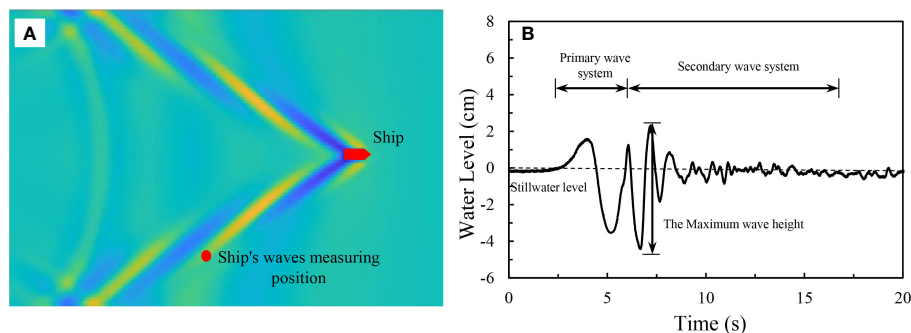 A
Ship
Ship's waves measuring
position
B
Primary wave
system
Secondary wave system
Stillwater level
The Maximum wave height
Water Level (cm)
8
6
4
2
0
-2
-4
-6
0
5
10
15
20
Time (s)